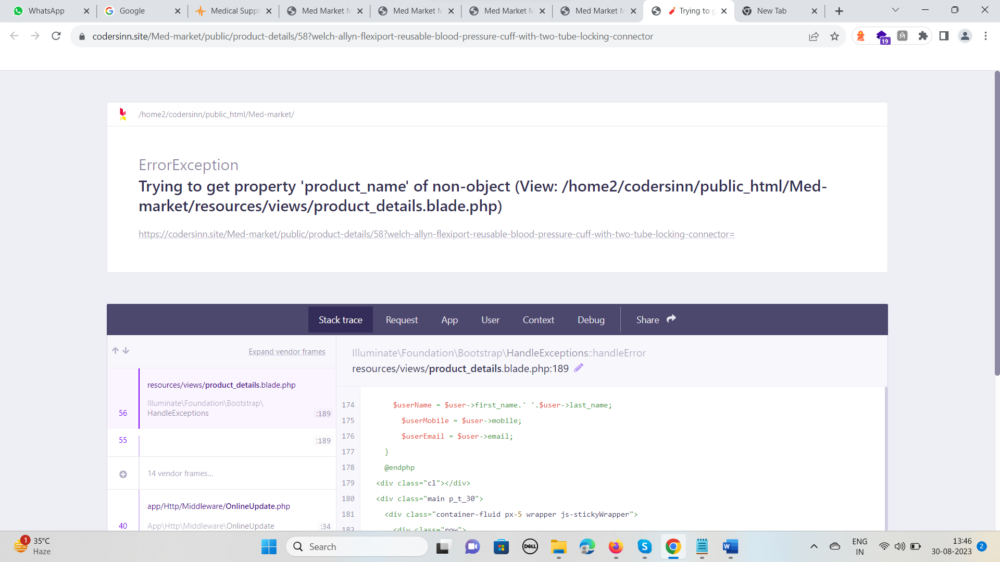 WhatsApp
Google
Medical Suppl
Med Market M
Med Market M
Med Market M
Med Market M
Trying to g
New Tab
codersinn.site/Med-market/public/product-details/58?welch-allyn-flexiport-reusable-blood-pressure-cuff-with-two-tube-locking-connector
19
/home2/codersinn/public_html/Med-market/
ErrorException
Trying to get property 'product_name' of non-object (View: /home2/codersinn/public_html/Med-
market/resources/views/product_details.blade.php)
https://codersinn.site/Med-market/public/product-details/58?welch-allyn-flexiport-reusable-blood-pressure-cuff-with-two-tube-locking-connector=
Stack trace
Request
App
User
Context
Debug
Share
Expand vendor frames
resources/views/product_details.blade.php
Illuminate\Foundation\Bootstrap\
HandleExceptions
56
:189
55
:189
14 vendor frames...
app/Http/Middleware/OnlineUpdate.php
40
App\Http\Middleware\OnlineUpdate
:34
Illuminate\Foundation\Bootstrap\HandleExceptions::handleError
resources/views/product_details.blade.php:189
174 $userName = $user->first_name.' '.$user->last_name;
175 $userMobile = $user->mobile;
176 $userEmail = $user->email;
177 }
178 @endphp
179 <div class="cl"></div>
180 <div class="main p_t_30">
181 <div class="container-fluid px-5 wrapper js-stickyWrapper">
182 <div class="row">
1
35°C
Haze
Search
DELL
ENG
IN
13:46
30-08-2023
2